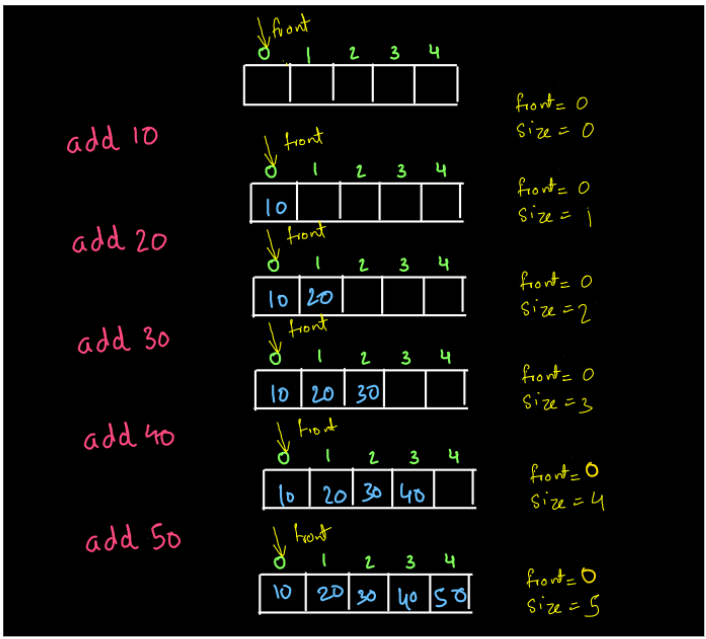 front
0 1 2 3 4
front = 0
size = 0
add 10
front
0 1 2 3 4
10
front = 0
size = 1
add 20
front
0 1 2 3 4
10 20
front = 0
size = 2
add 30
front
0 1 2 3 4
10 20 30
front = 0
size = 3
add 40
front
0 1 2 3 4
10 20 30 40
front = 0
size = 4
add 50
front
0 1 2 3 4
10 20 30 40 50
front = 0
size = 5